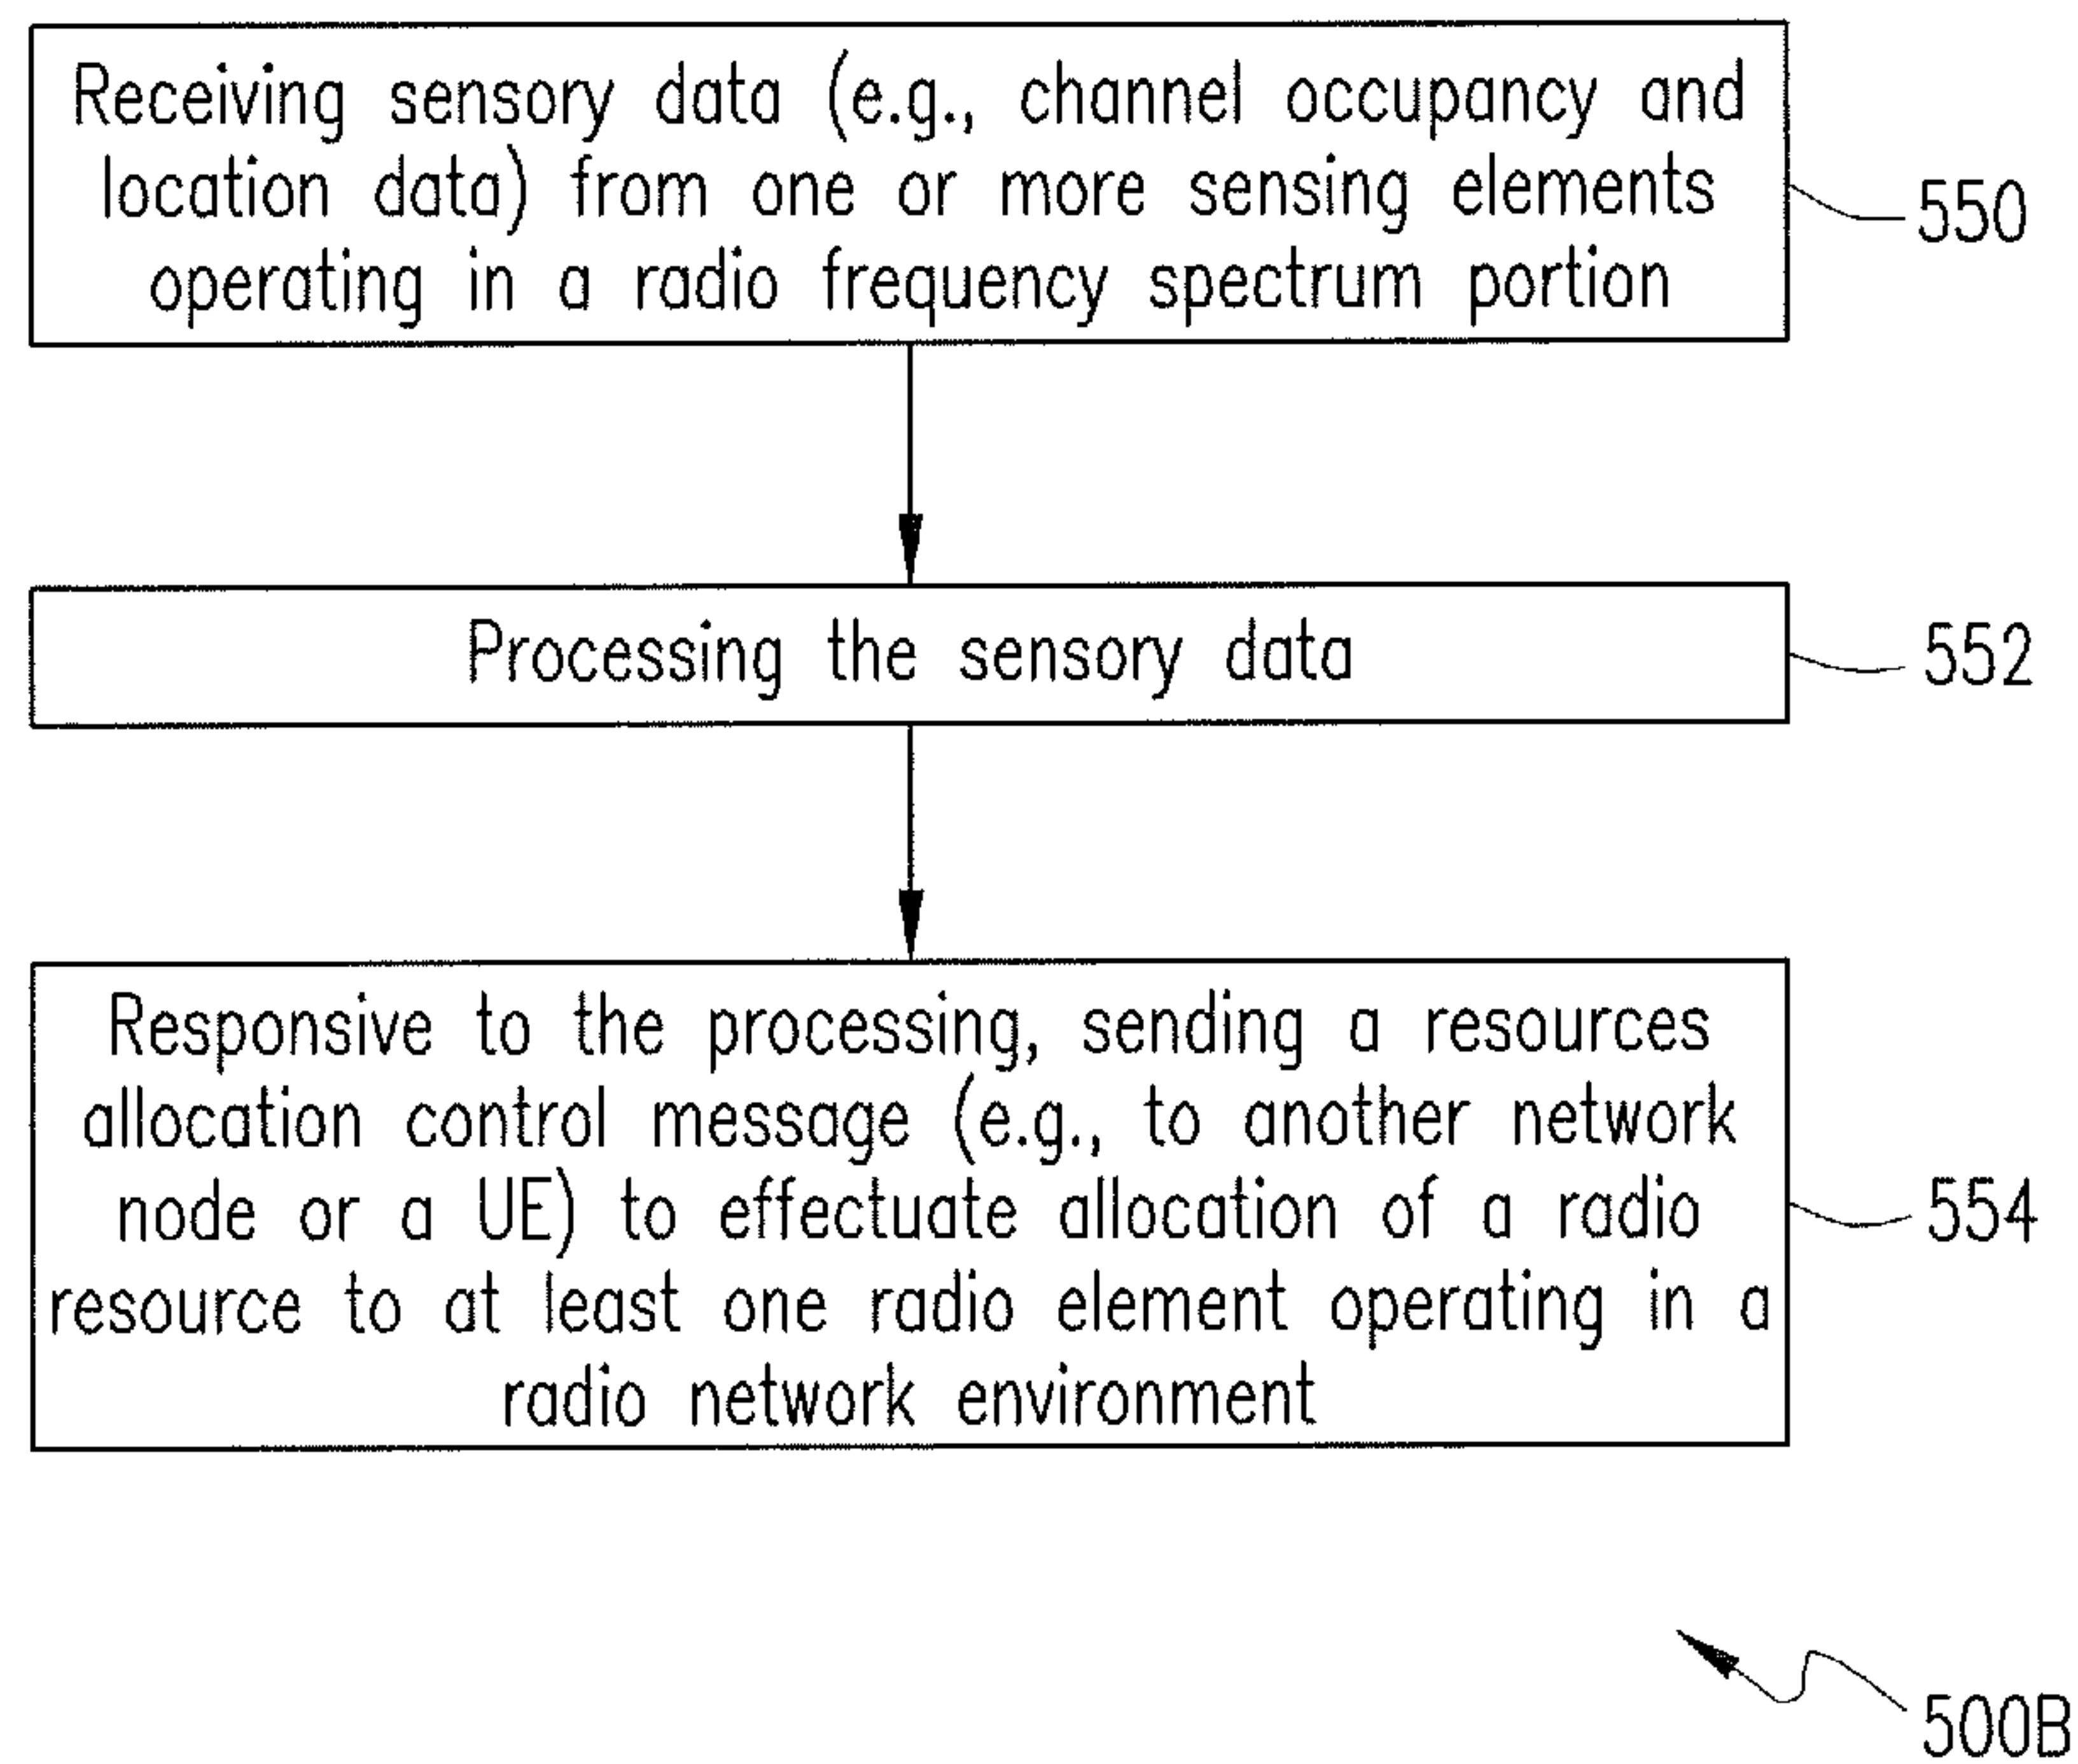 Receiving sensory data (e.g., channel occupancy and
location data) from one or more sensing elements
operating in a radio frequency spectrum portion
550
Processing the sensory data
552
Responsive to the processing, sending a resources
allocation control message (e.g., to another network
node or a UE) to effectuate allocation of a radio
resource to at least one radio element operating in a
radio network environment
554
500B